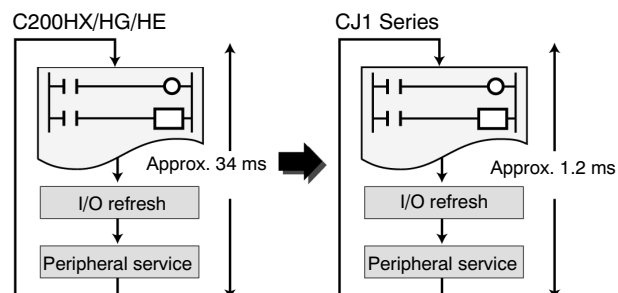 C200HX/HG/HE
Approx. 34 ms
I/O refresh
Peripheral service
CJ1 Series
Approx. 1.2 ms
I/O refresh
Peripheral service